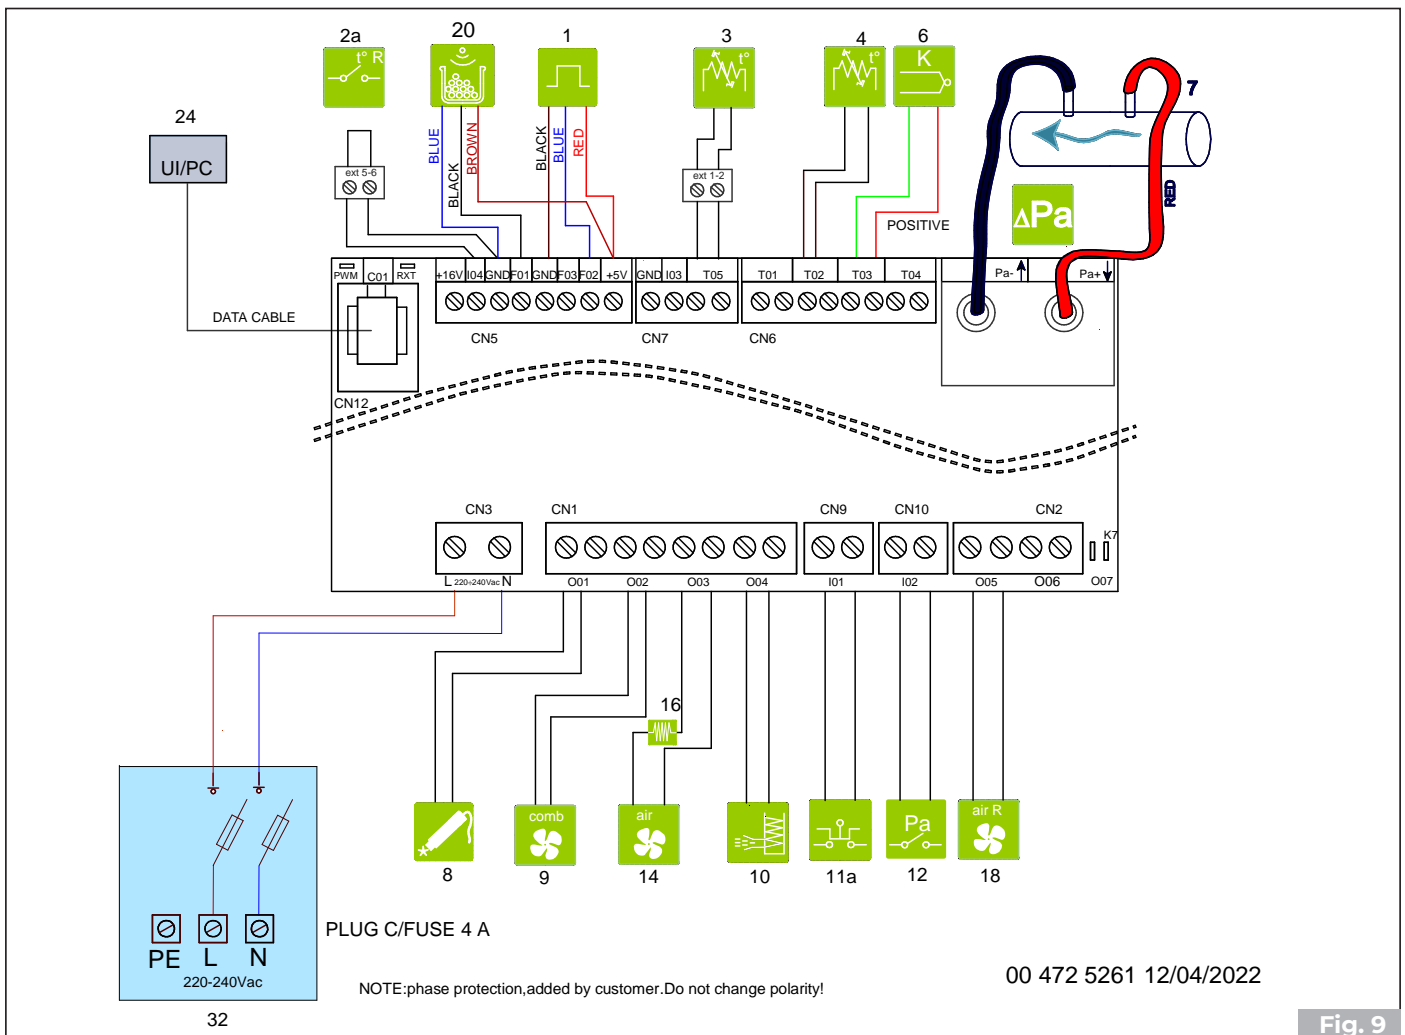 2a 20 1 3 4 6 7
t° R
t°
t°
K
24
UI/PC
BLUE
BLACK
BROWN
BLACK
BLUE
RED
ext 5-6
ext 1-2
POSITIVE
ΔPa
RED
PWM C01 RXT
+16V I04 GND F01 GND F03 F02 +5V
GND I03 T05
T01 T02 T03 T04
Pa- Pa+
DATA CABLE
CN5 CN7 CN6
CN12
CN3 CN1 CN9 CN10 CN2
K7
L 220÷240Vac N
O01 O02 O03 O04 I01 I02 O05 O06 O07
16
comb
air
Pa
air R
8 9 14 10 11a 12 18
PLUG C/FUSE 4 A
PE L N
220-240Vac
32
NOTE:phase protection,added by customer.Do not change polarity!
00 472 5261 12/04/2022
Fig. 9